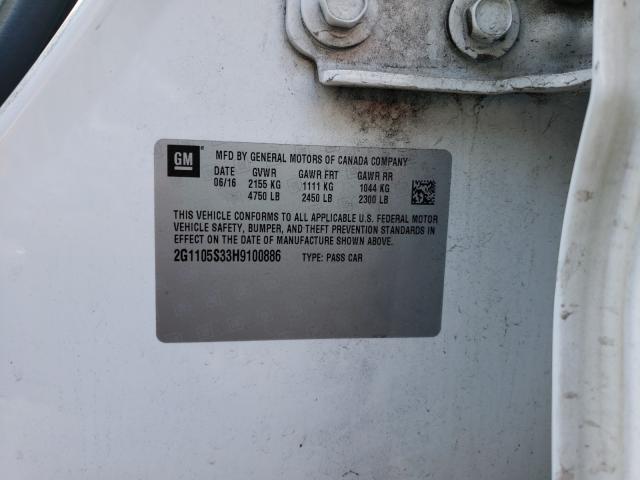 GM
MFD BY GENERAL MOTORS OF CANADA COMPANY
DATE GVWR GAWR FRT GAWR RR
06/16 2155 KG 1111 KG 1044 KG
4750 LB 2450 LB 2300 LB
THIS VEHICLE CONFORMS TO ALL APPLICABLE U.S. FEDERAL MOTOR
VEHICLE SAFETY, BUMPER, AND THEFT PREVENTION STANDARDS
IN EFFECT ON THE DATE OF MANUFACTURE SHOWN ABOVE.
2G1105S33H9100886 TYPE: PASS CAR